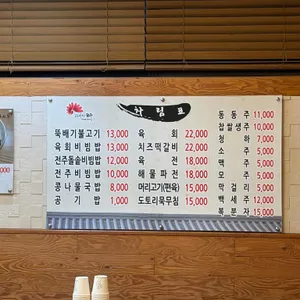 차림표
뚝배기불고기 13,000
육회비빔밥 13,000
전주돌솥비빔밥 12,000
전주비빔밥 10,000
콩나물국밥 8,000
공기밥 1,000
육회 22,000
치즈떡갈비 22,000
육전 18,000
해물파전 18,000
머리고기(편육) 15,000
도토리묵무침 15,000
동동주 11,000
찹쌀생주 10,000
청하 7,000
소주 5,000
맥주 5,000
모주 5,000
막걸리 5,000
백세주 12,000
복분자 15,000